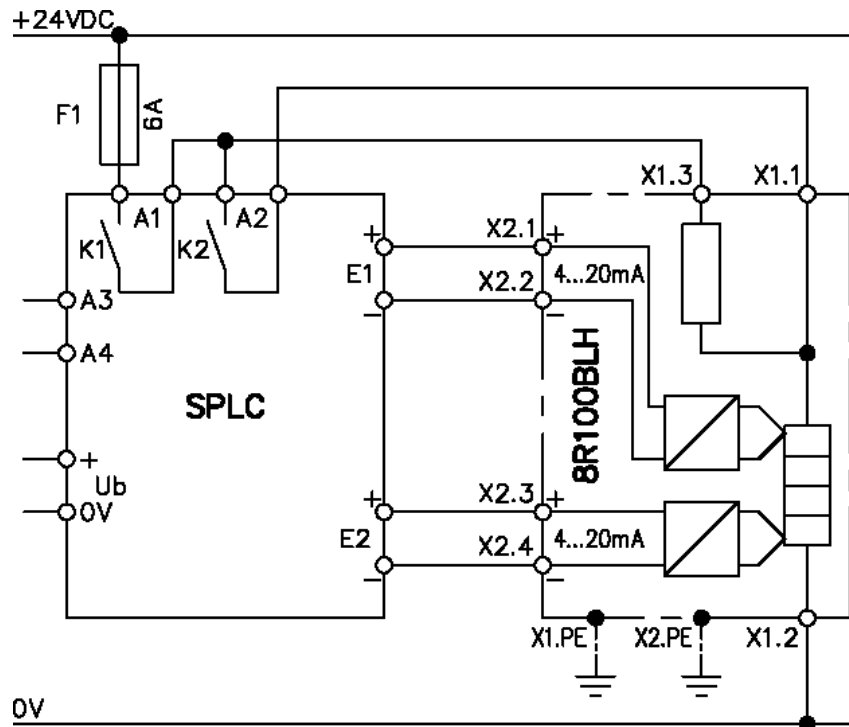 +24VDC
F1
6A
X1.3
X1.1
A1
A2
K1
K2
+
X2.1
+
E1
4...20mA
A3
–
X2.2
–
A4
8R100BLH
SPLC
+
Ub
0V
+
X2.3
+
E2
4...20mA
–
X2.4
–
X1.PE
X2.PE
X1.2
0V